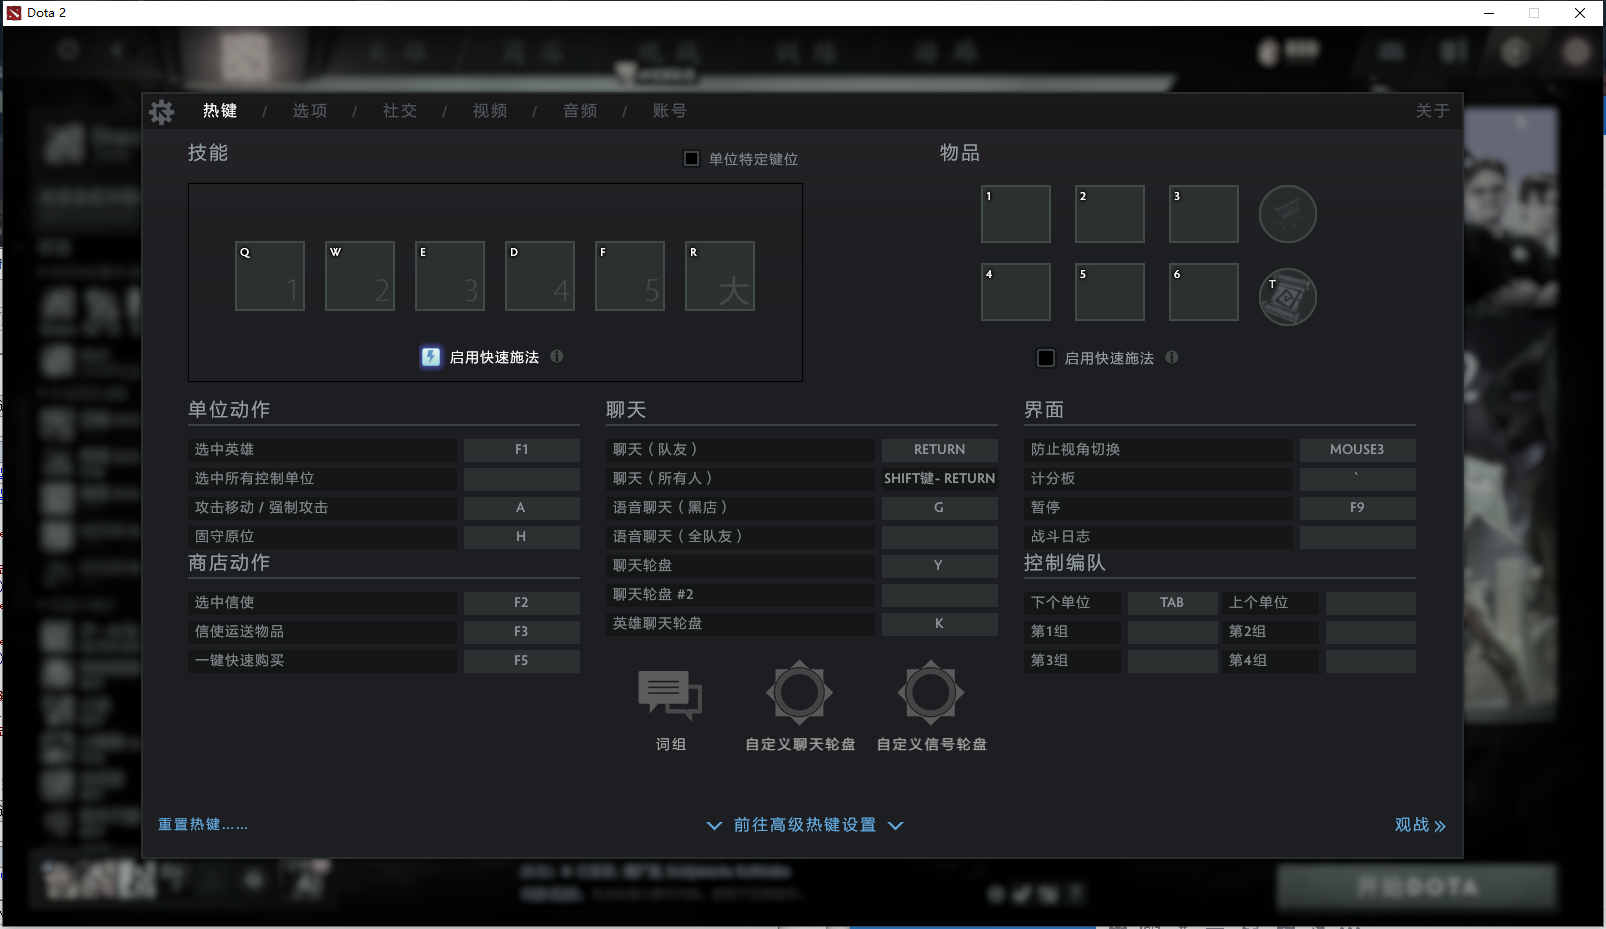 Dota 2
热键 / 选项 / 社交 / 视频 / 音频 / 账号
关于
技能
单位特定键位
Q 1
W 2
E 3
D 4
F 5
R 大
启用快速施法
物品
1
2
3
4
5
6
T
启用快速施法
单位动作
选中英雄 F1
选中所有控制单位
攻击移动 / 强制攻击 A
固守原位 H
商店动作
选中信使 F2
信使运送物品 F3
一键快速购买 F5
聊天
聊天（队友） RETURN
聊天（所有人） SHIFT键- RETURN
语音聊天（黑店） G
语音聊天（全队友）
聊天轮盘 Y
聊天轮盘 #2
英雄聊天轮盘 K
词组
自定义聊天轮盘
自定义信号轮盘
界面
防止视角切换 MOUSE3
计分板 `
暂停 F9
战斗日志
控制编队
下个单位 TAB 上个单位
第1组 第2组
第3组 第4组
重置热键……
前往高级热键设置
观战
开始DOTA